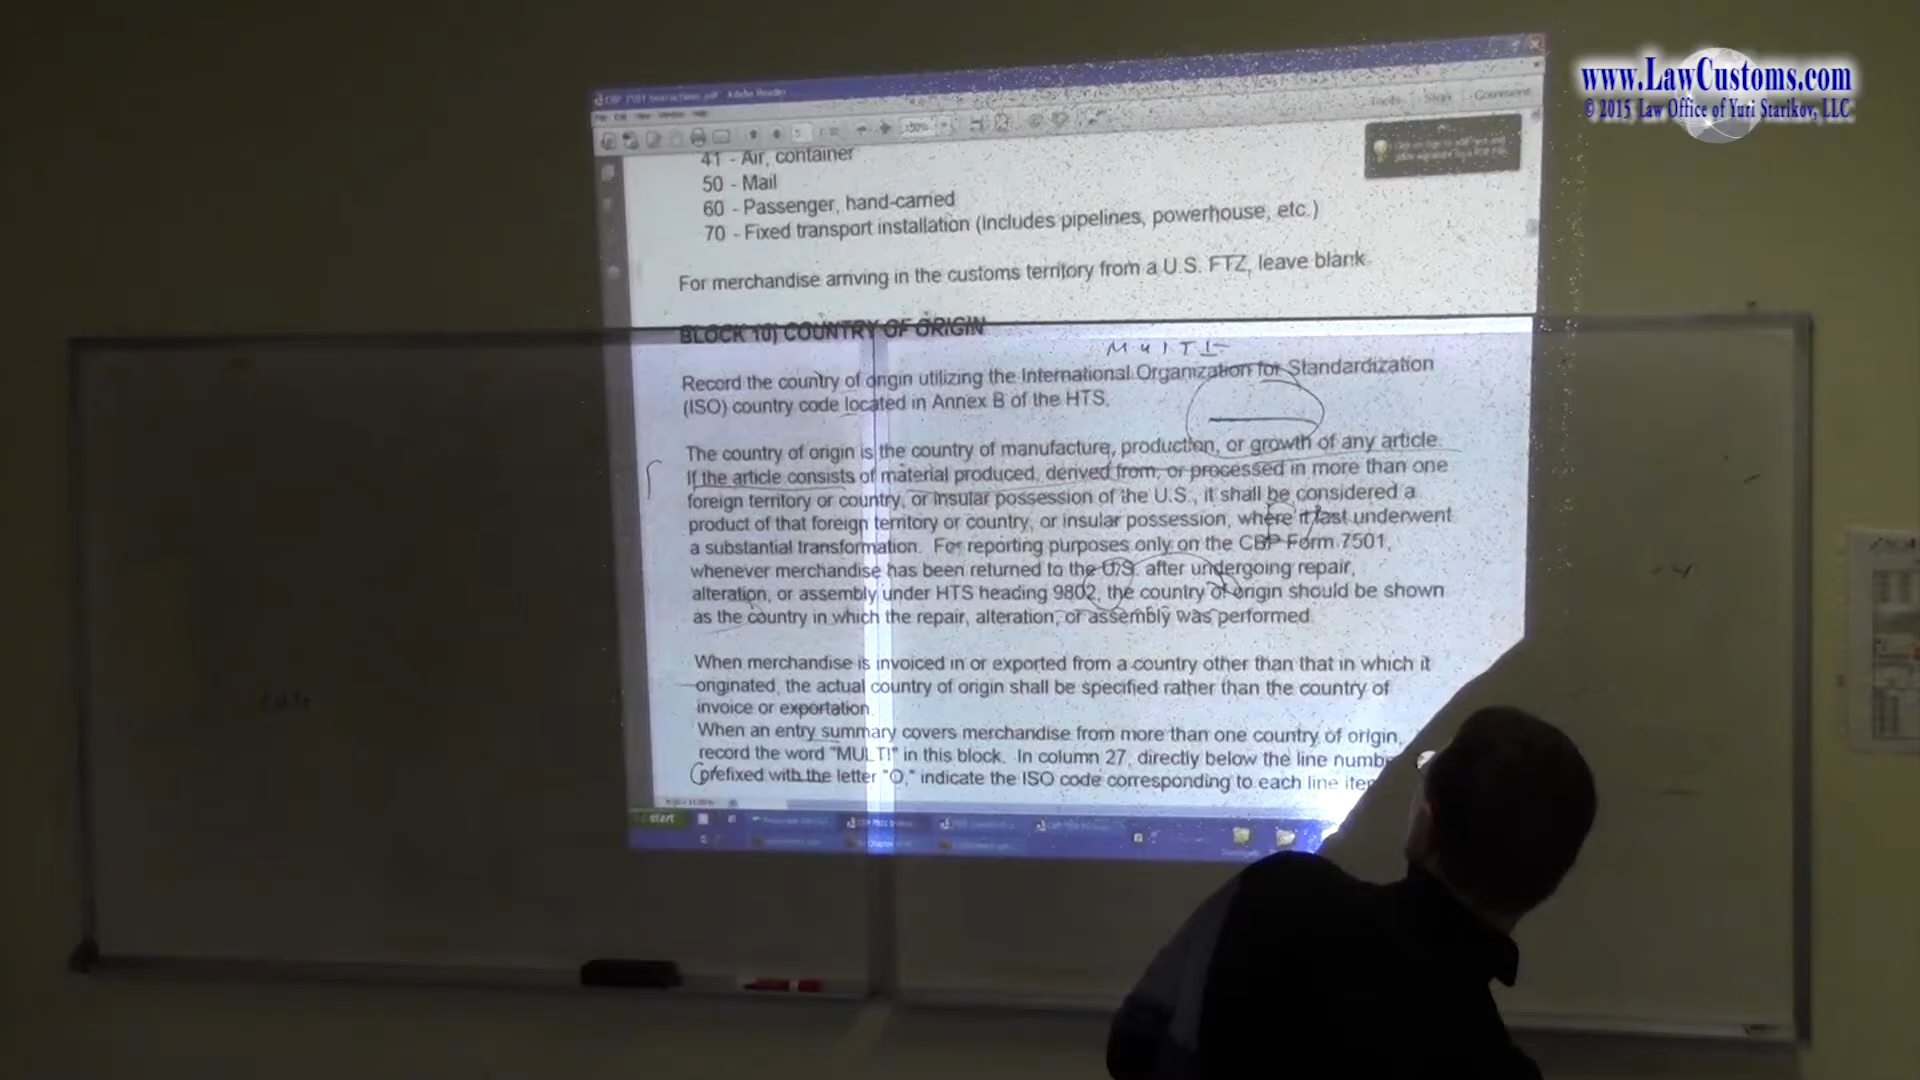 www.LawCustoms.com
© 2015, Law Office of Yuri Starikov, LLC
Adobe Reader
Tools Sign Comment
150%
41 - Air, container
50 - Mail
60 - Passenger, hand-carried
70 - Fixed transport installation (includes pipelines, powerhouse, etc.)
For merchandise arriving in the customs territory from a U.S. FTZ, leave blank.
BLOCK 10) COUNTRY OF ORIGIN
MULTI
Record the country of origin utilizing the International Organization for Standardization
(ISO) country code located in Annex B of the HTS.
The country of origin is the country of manufacture, production, or growth of any article.
If the article consists of material produced, derived from, or processed in more than one
foreign territory or country, or insular possession of the U.S., it shall be considered a
product of that foreign territory or country, or insular possession, where it last underwent
a substantial transformation. For reporting purposes only on the CBP Form 7501,
whenever merchandise has been returned to the U.S. after undergoing repair,
alteration, or assembly under HTS heading 9802, the country of origin should be shown
as the country in which the repair, alteration, or assembly was performed.
When merchandise is invoiced in or exported from a country other than that in which it
originated, the actual country of origin shall be specified rather than the country of
invoice or exportation.
When an entry summary covers merchandise from more than one country of origin,
record the word "MULTI" in this block. In column 27, directly below the line numb
prefixed with the letter "O," indicate the ISO code corresponding to each line ite
start